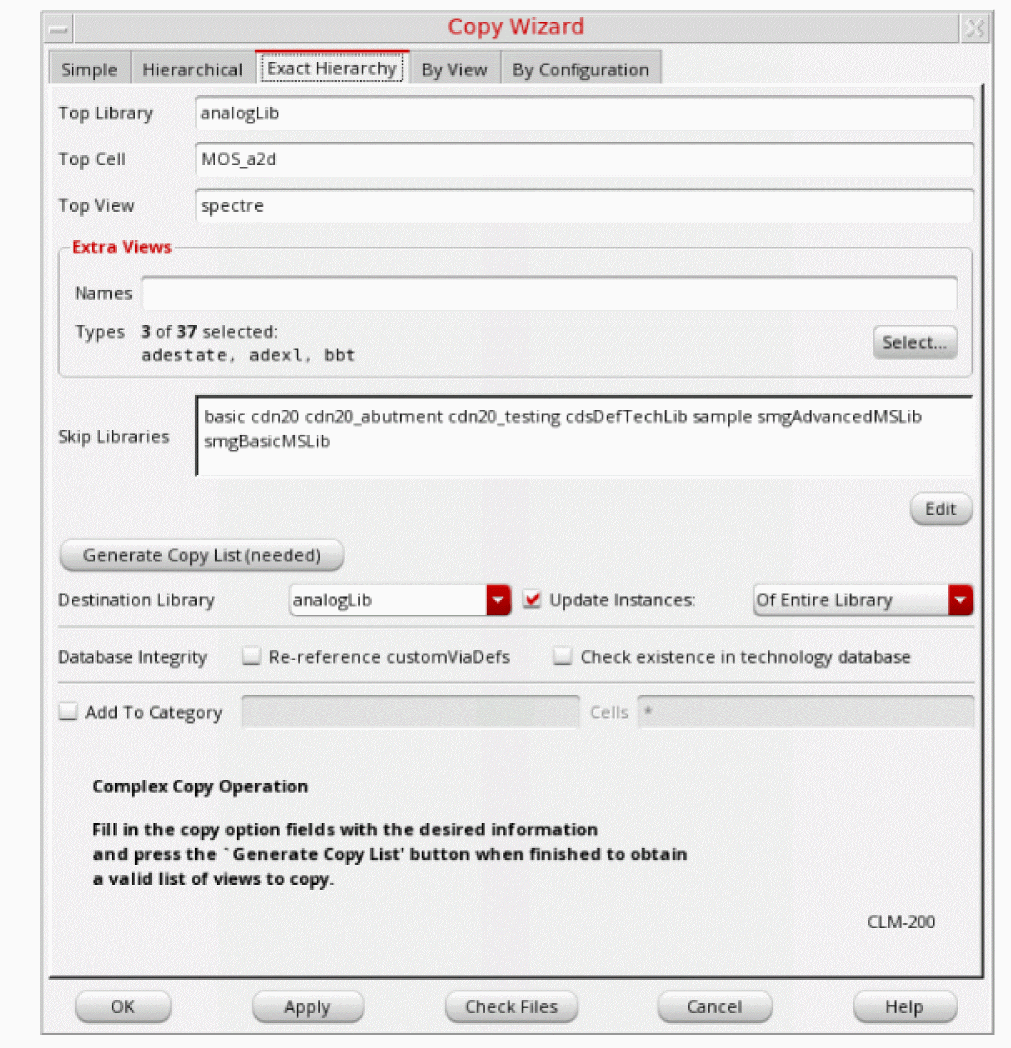 Copy Wizard
Simple Hierarchical Exact Hierarchy By View By Configuration
Top Library analogLib
Top Cell MOS_a2d
Top View spectre
Extra Views
Names
Types 3 of 37 selected:
adestate, adexl, bbt
Select...
Skip Libraries basic cdn20 cdn20_abutment cdn20_testing cdsDefTechLib sample smgAdvancedMSLib
smgBasicMSLib
Edit
Generate Copy List (needed)
Destination Library analogLib Update Instances: Of Entire Library
Database Integrity Re-reference customViaDefs Check existence in technology database
Add To Category Cells *
Complex Copy Operation
Fill in the copy option fields with the desired information
and press the `Generate Copy List' button when finished to obtain
a valid list of views to copy.
CLM-200
OK Apply Check Files Cancel Help